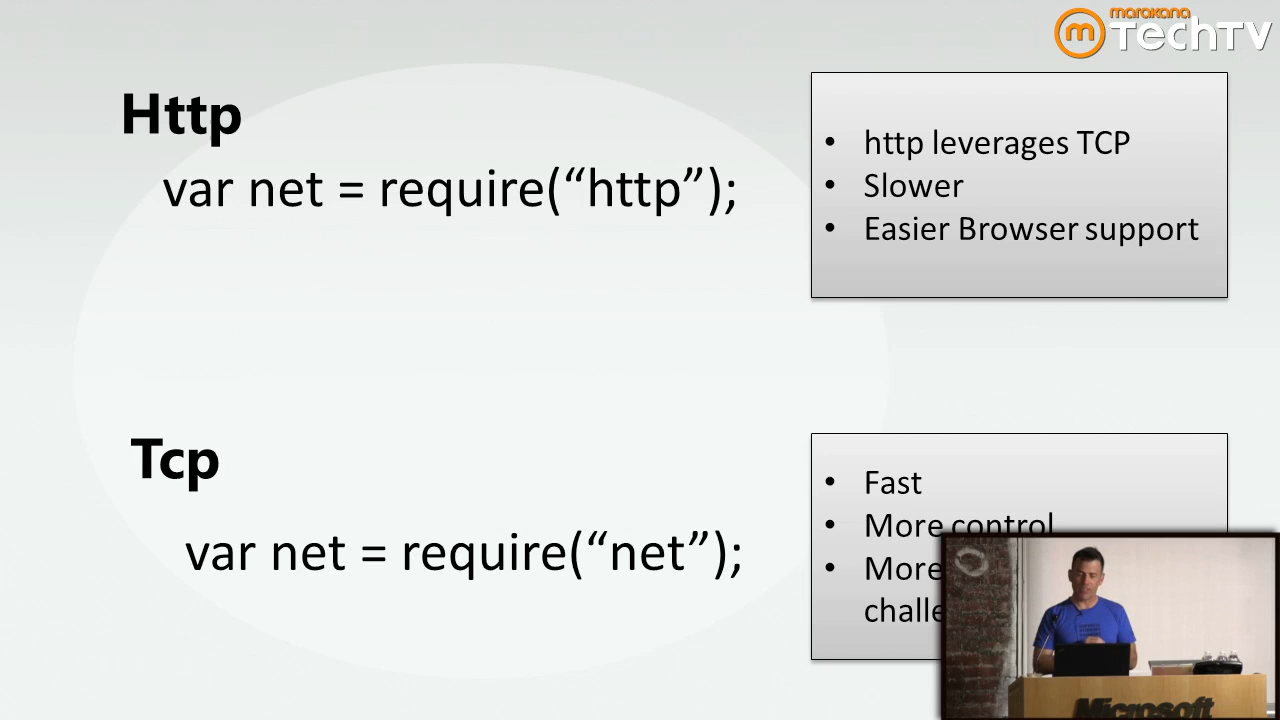 marakana
TechTV
Http
var net = require(“http”);
• http leverages TCP
• Slower
• Easier Browser support
Tcp
var net = require(“net”);
• Fast
• More control
• More
Microsoft